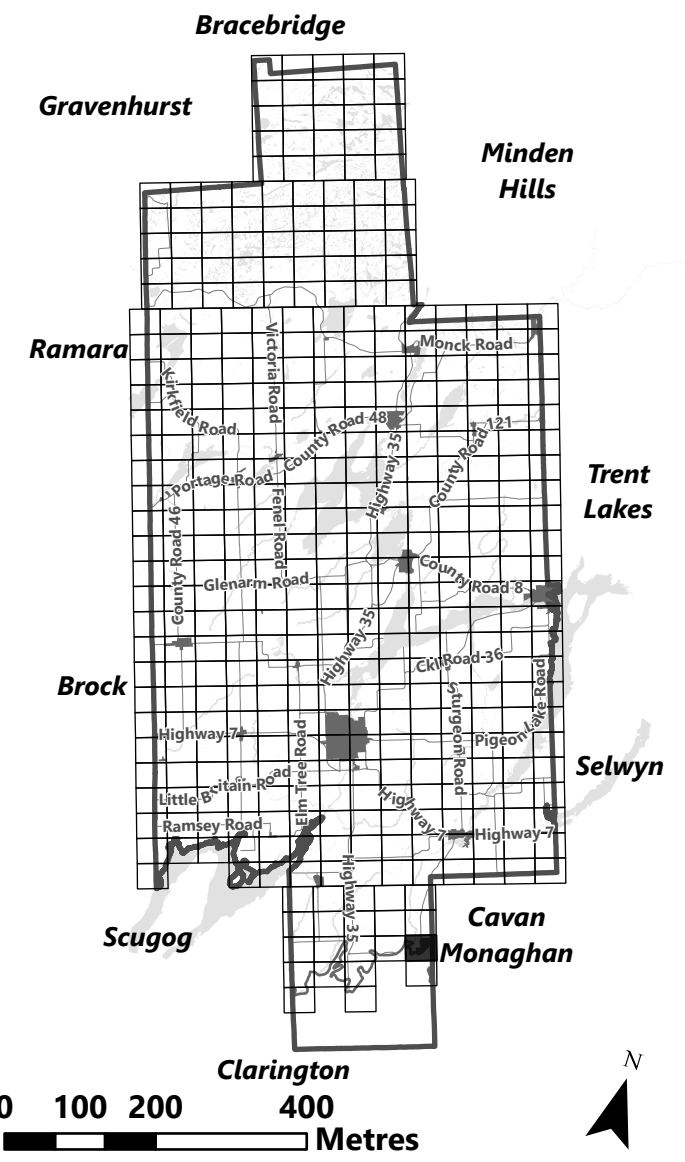 Bracebridge
Gravenhurst
Minden
Hills
Ramara
Victoria Road
Monck Road
Kirkfield Road
County Road 48
County Road 121
Highway 35
Portage Road
Trent
Lakes
County Road 46
Fenel Road
Glenarm Road
County Road 8
Highway 35
Ckl Road 36
Brock
Sturgeon Road
Pigeon Lake Road
Highway 7
Elm Tree Road
Selwyn
Little Britain Road
Highway 7
Highway 7
Ramsey Road
Highway 35
Scugog
Cavan
Monaghan
Clarington
N
0 100 200 400
Metres